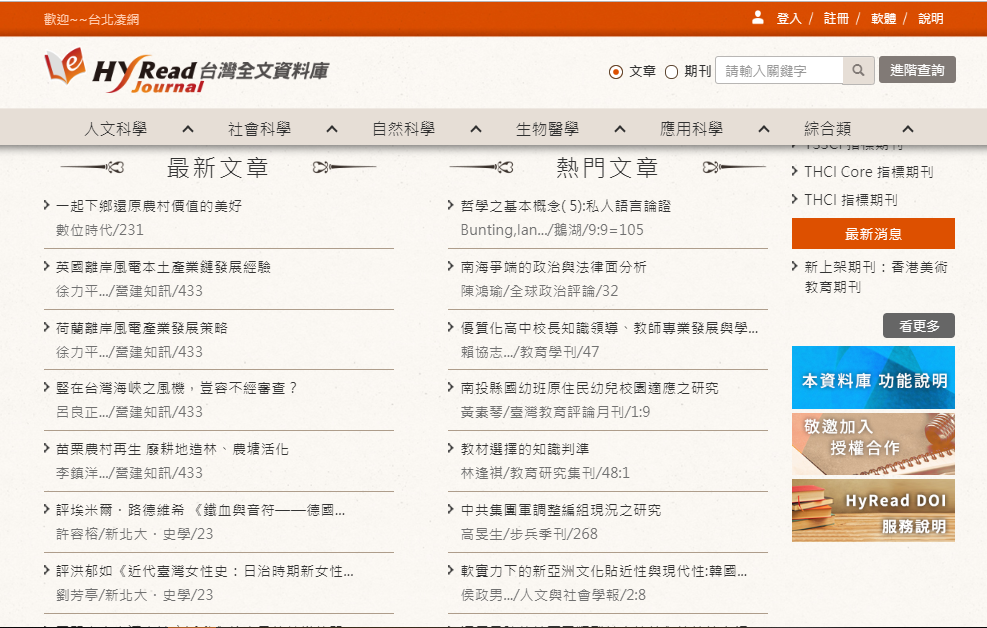 歡迎~~台北凌網
登入 / 註冊 / 軟體 / 說明
HyRead 台灣全文資料庫
Journal
文章 期刊 請輸入關鍵字 進階查詢
人文科學 社會科學 自然科學 生物醫學 應用科學 綜合類
最新文章
一起下鄉還原農村價值的美好
數位時代/231
英國離岸風電本土產業鏈發展經驗
徐力平.../營建知訊/433
荷蘭離岸風電產業發展策略
徐力平.../營建知訊/433
堅在台灣海峽之風機，豈容不經審查？
呂良正.../營建知訊/433
苗栗農村再生 廢耕地造林、農塘活化
李鎮洋.../營建知訊/433
評埃米爾．路德維希 《鐵血與音符——德國...
許容榕/新北大．史學/23
評洪郁如《近代臺灣女性史：日治時期新女性...
劉芳亭/新北大．史學/23
熱門文章
哲學之基本概念( 5):私人語言論證
Bunting,Ian.../鵝湖/9:9=105
南海爭端的政治與法律面分析
陳鴻瑜/全球政治評論/32
優質化高中校長知識領導、教師專業發展與學...
賴協志.../教育學刊/47
南投縣國幼班原住民幼兒校園適應之研究
黃素琴/臺灣教育評論月刊/1:9
教材選擇的知識判準
林逢祺/教育研究集刊/48:1
中共集團軍調整編組現況之研究
高旻生/步兵季刊/268
軟實力下的新亞洲文化貼近性與現代性:韓國...
侯政男.../人文與社會學報/2:8
TSSCI 指標期刊
THCI Core 指標期刊
THCI 指標期刊
最新消息
新上架期刊：香港美術
教育期刊
看更多
本資料庫 功能說明
敬邀加入
授權合作
HyRead DOI
服務說明